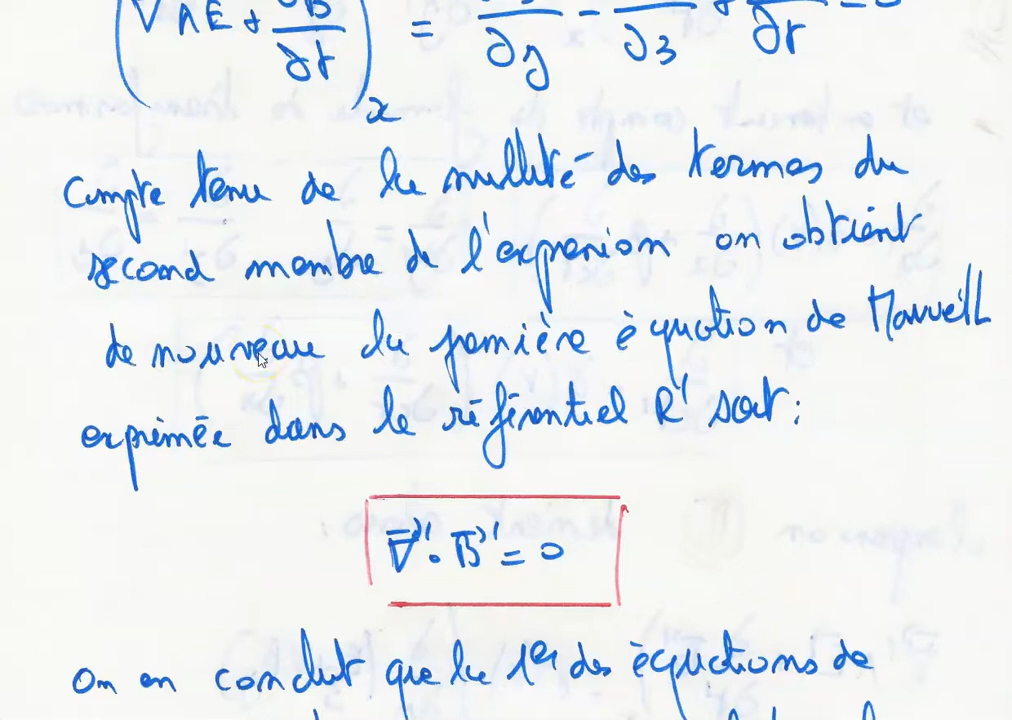 (∇ ∧ E + ∂B/∂t)x = ∂/∂y − ∂/∂z + ∂/∂t = 0
Compte tenu de la nullité des termes du
second membre de l'expression on obtient
de nouveau la première équation de Maxwell
exprimée dans le référentiel R' soit :
∇'. B' = 0
On en conclut que la 1ère des équations de